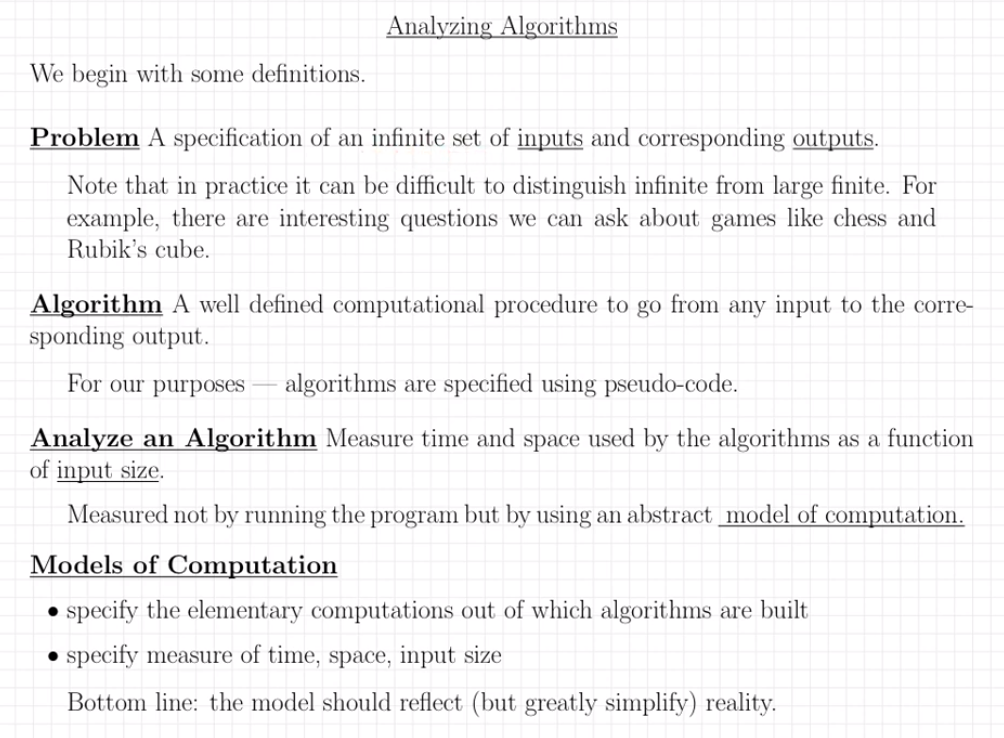 Analyzing Algorithms
We begin with some definitions.
Problem A specification of an infinite set of inputs and corresponding outputs.
Note that in practice it can be difficult to distinguish infinite from large finite. For
example, there are interesting questions we can ask about games like chess and
Rubik's cube.
Algorithm A well defined computational procedure to go from any input to the corre-
sponding output.
For our purposes — algorithms are specified using pseudo-code.
Analyze an Algorithm Measure time and space used by the algorithms as a function
of input size.
Measured not by running the program but by using an abstract model of computation.
Models of Computation
• specify the elementary computations out of which algorithms are built
• specify measure of time, space, input size
Bottom line: the model should reflect (but greatly simplify) reality.